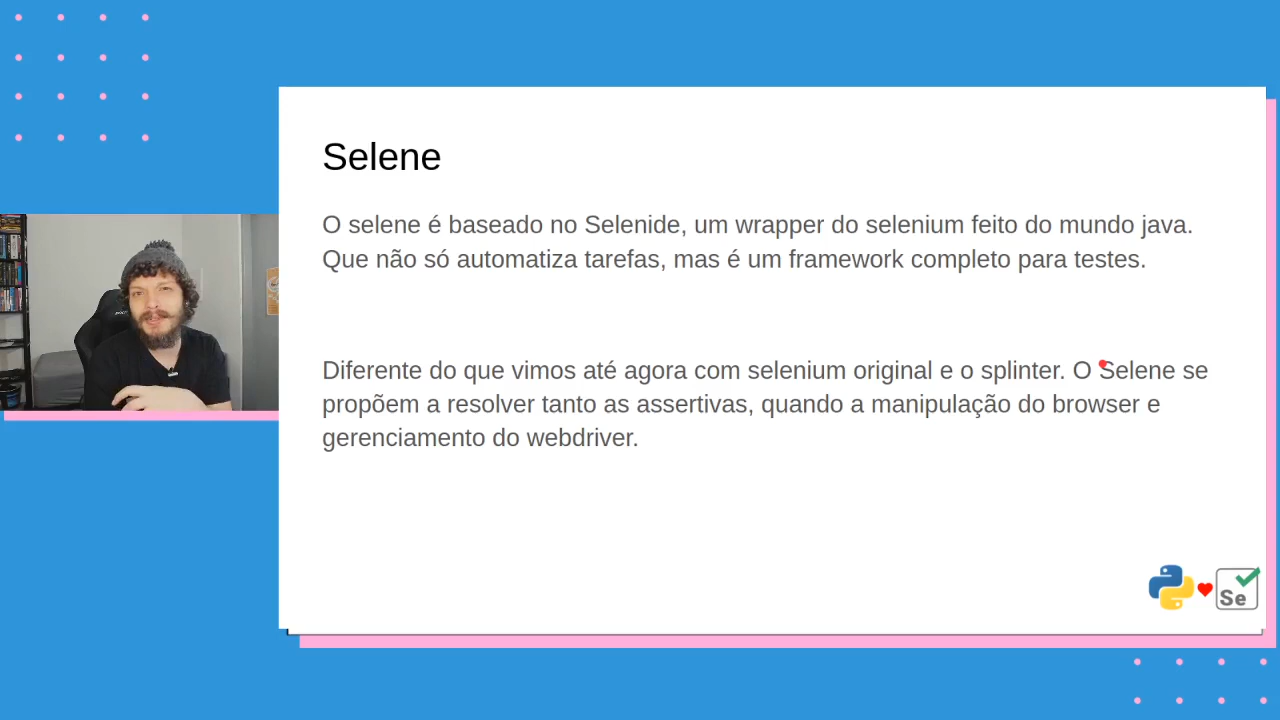 Selene
O selene é baseado no Selenide, um wrapper do selenium feito do mundo java.
Que não só automatiza tarefas, mas é um framework completo para testes.
Diferente do que vimos até agora com selenium original e o splinter. O Selene se
propõem a resolver tanto as assertivas, quando a manipulação do browser e
gerenciamento do webdriver.
Se